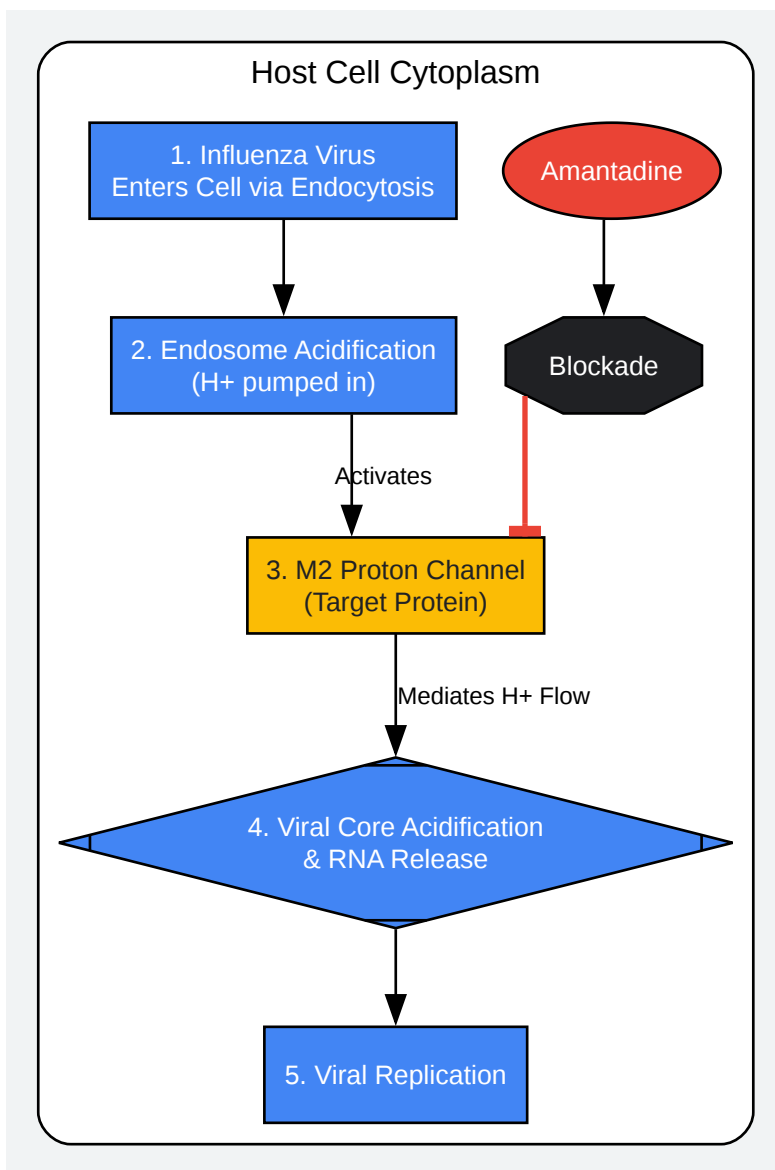 Host Cell Cytoplasm
1. Influenza Virus
Enters Cell via Endocytosis
Amantadine
2. Endosome Acidification
(H+ pumped in)
Blockade
Activates
3. M2 Proton Channel
(Target Protein)
Mediates H+ Flow
4. Viral Core Acidification
& RNA Release
5. Viral Replication